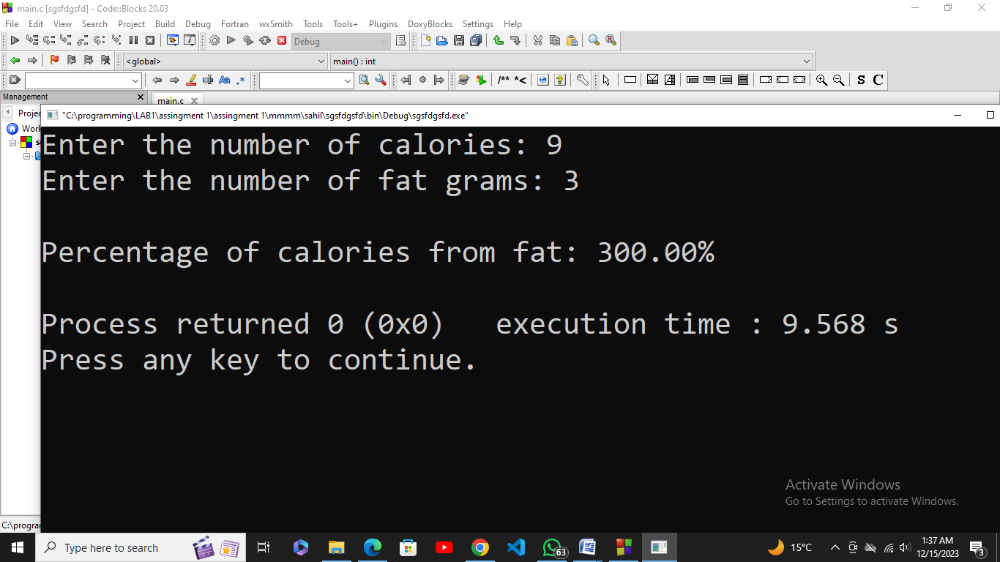 main.c [sgsfdgsfd] - Code::Blocks 20.03
File Edit View Search Project Build Debug Fortran wxSmith Tools Tools+ Plugins DoxyBlocks Settings Help
Debug
<global> main() : int
/** *< S C
Management
main.c
Projec
"C:\programming\LAB1\assingment 1\assingment 1\mmmm\sahil\sgsfdgsfd\bin\Debug\sgsfdgsfd.exe"
Work
s
Enter the number of calories: 9
Enter the number of fat grams: 3
Percentage of calories from fat: 300.00%
Process returned 0 (0x0) execution time : 9.568 s
Press any key to continue.
Activate Windows
Go to Settings to activate Windows.
C:\progran
Type here to search
63
15°C
1:37 AM
12/15/2023
3